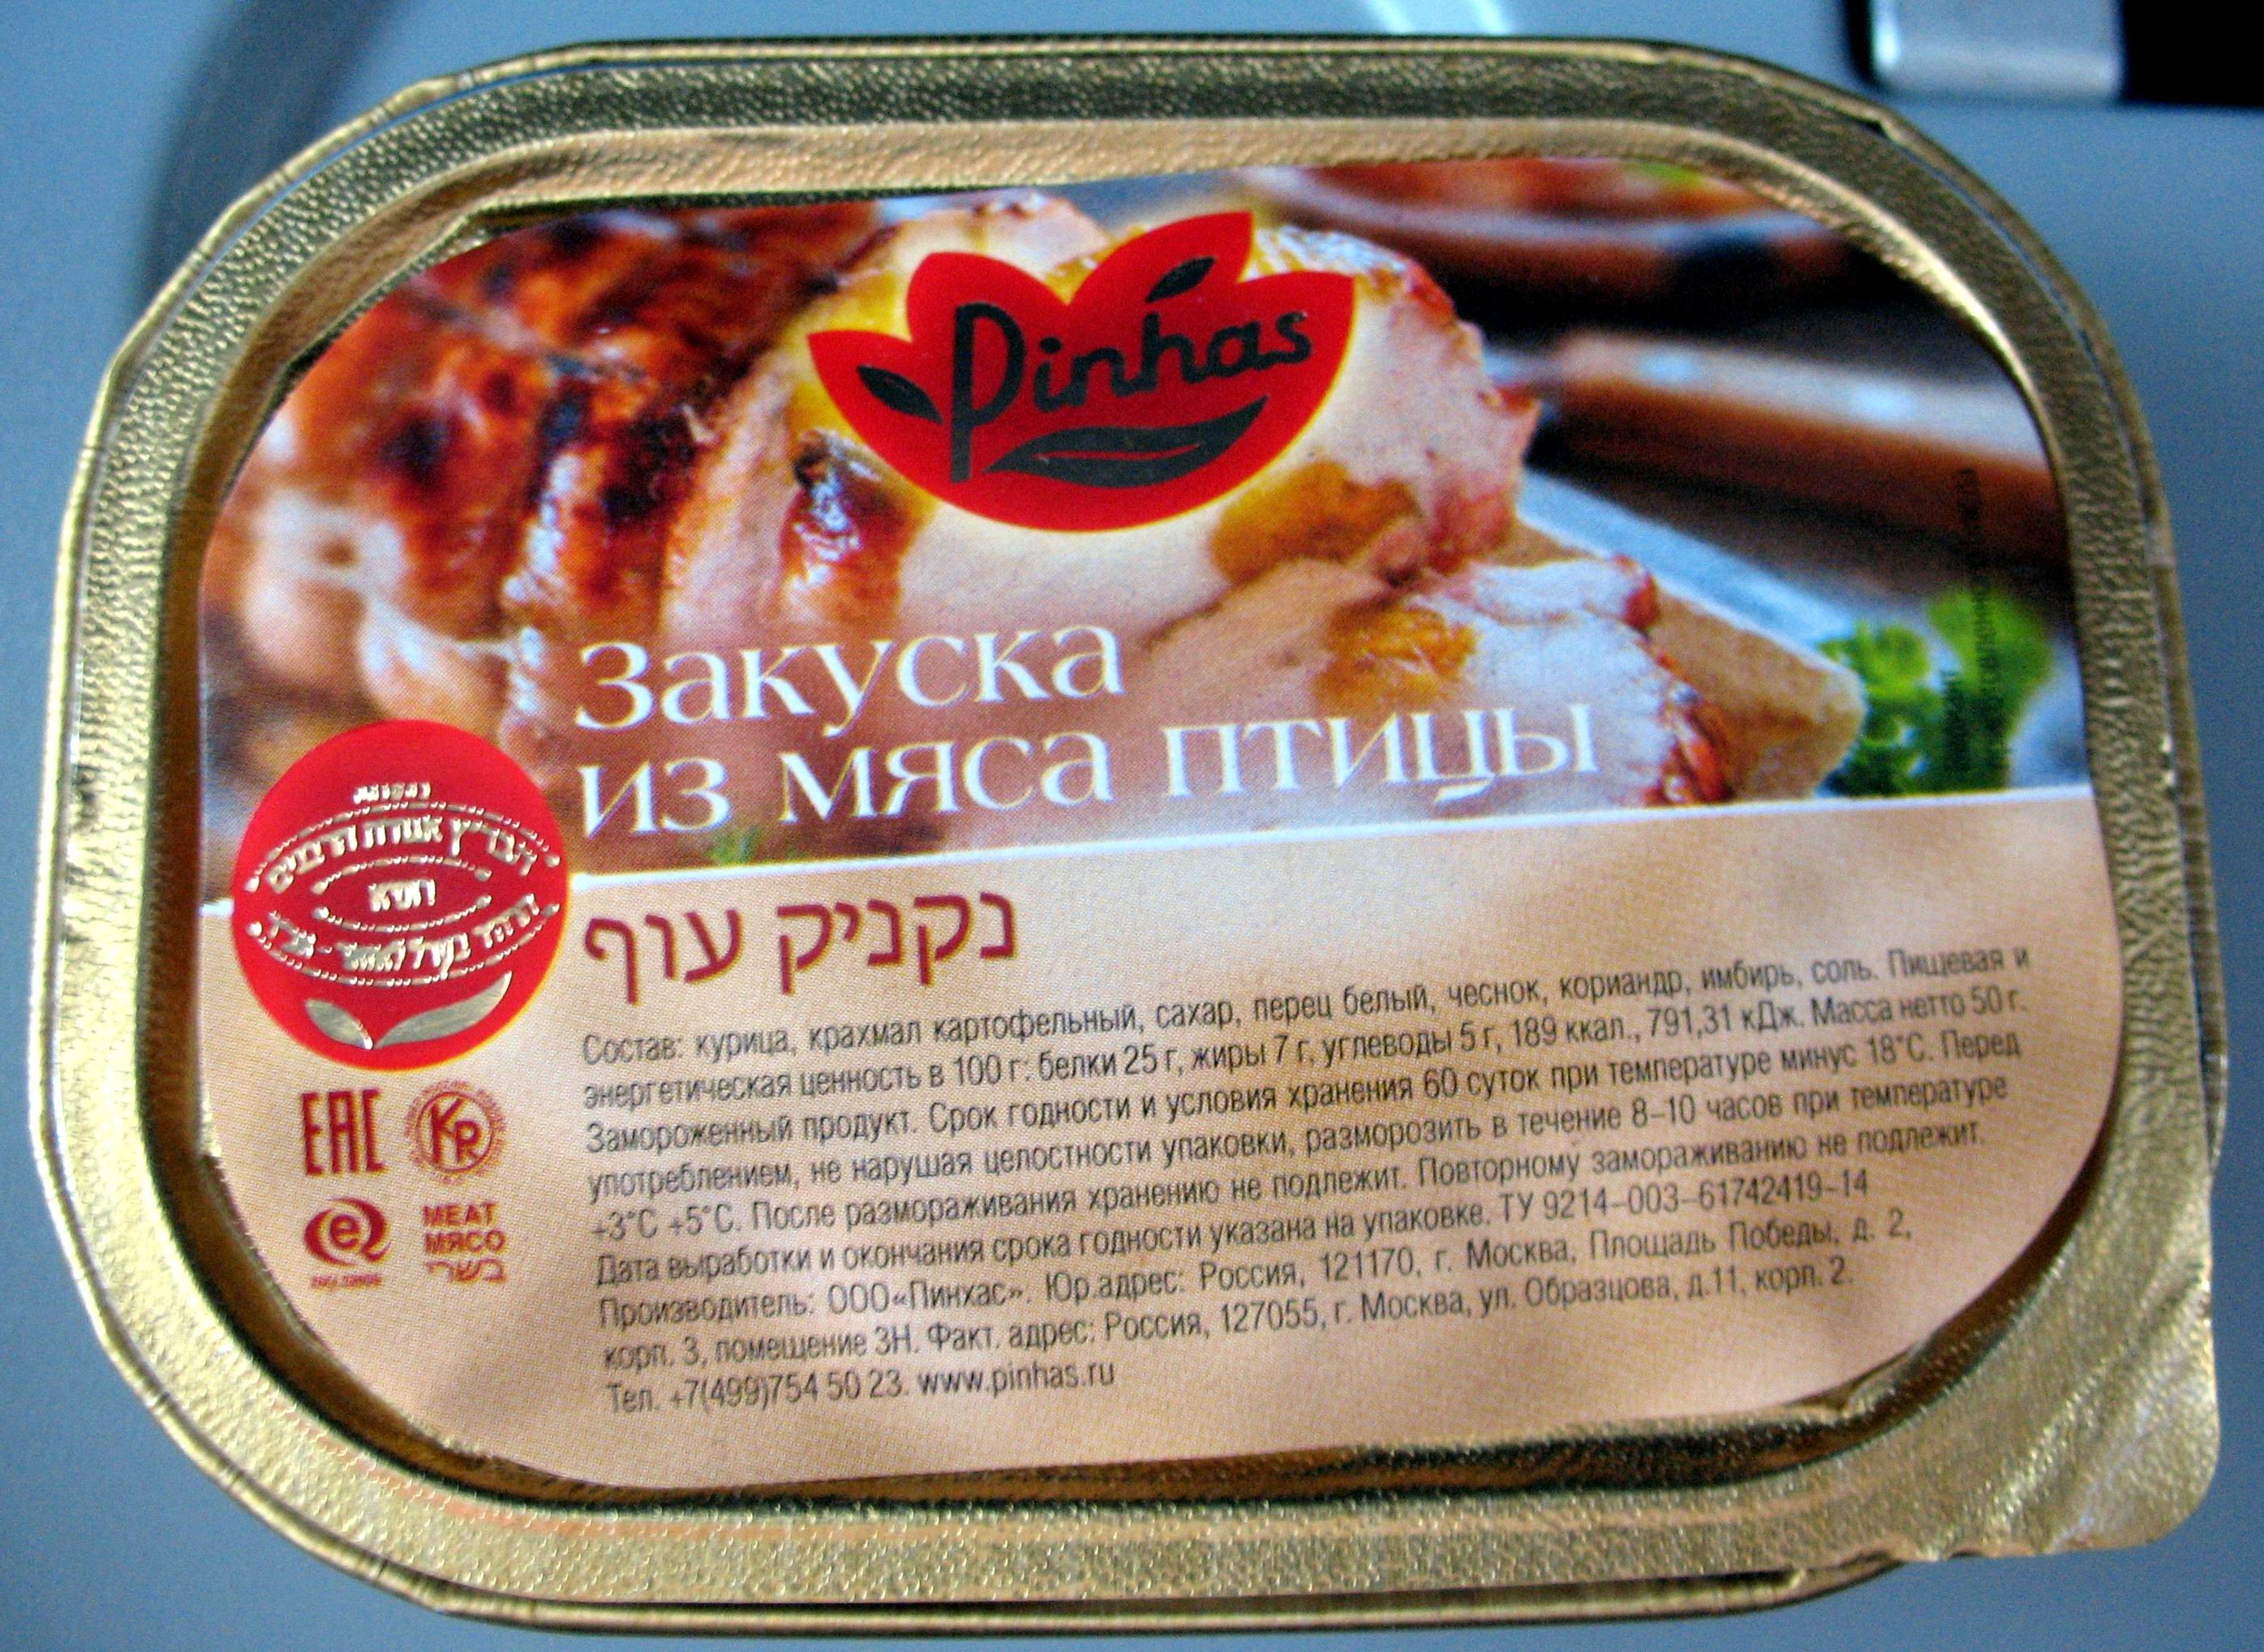 Pinhas
Закуска
из мяса птицы
נקניק עוף
Состав: курица, крахмал картофельный, сахар, перец белый, чеснок, кориандр, имбирь, соль. Пищевая и
энергетическая ценность в 100 г: белки 25 г, жиры 7 г, углеводы 5 г, 189 ккал., 791,31 кДж. Масса нетто 50 г.
Замороженный продукт. Срок годности и условия хранения 60 суток при температуре минус 18°C. Перед
употреблением, не нарушая целостности упаковки, разморозить в течение 8-10 часов при температуре
+3°C +5°C. После размораживания хранению не подлежит. Повторному замораживанию не подлежит.
Дата выработки и окончания срока годности указана на упаковке. ТУ 9214-003-61742419-14
Производитель: ООО«Пинхас». Юр.адрес: Россия, 121170, г. Москва, Площадь Победы, д. 2,
корп. 3, помещение 3Н. Факт. адрес: Россия, 127055, г. Москва, ул. Образцова, д.11, корп. 2.
Тел. +7(499)754 50 23. www.pinhas.ru
EAC
KR
e
MEAT
МЯСО
בשרי